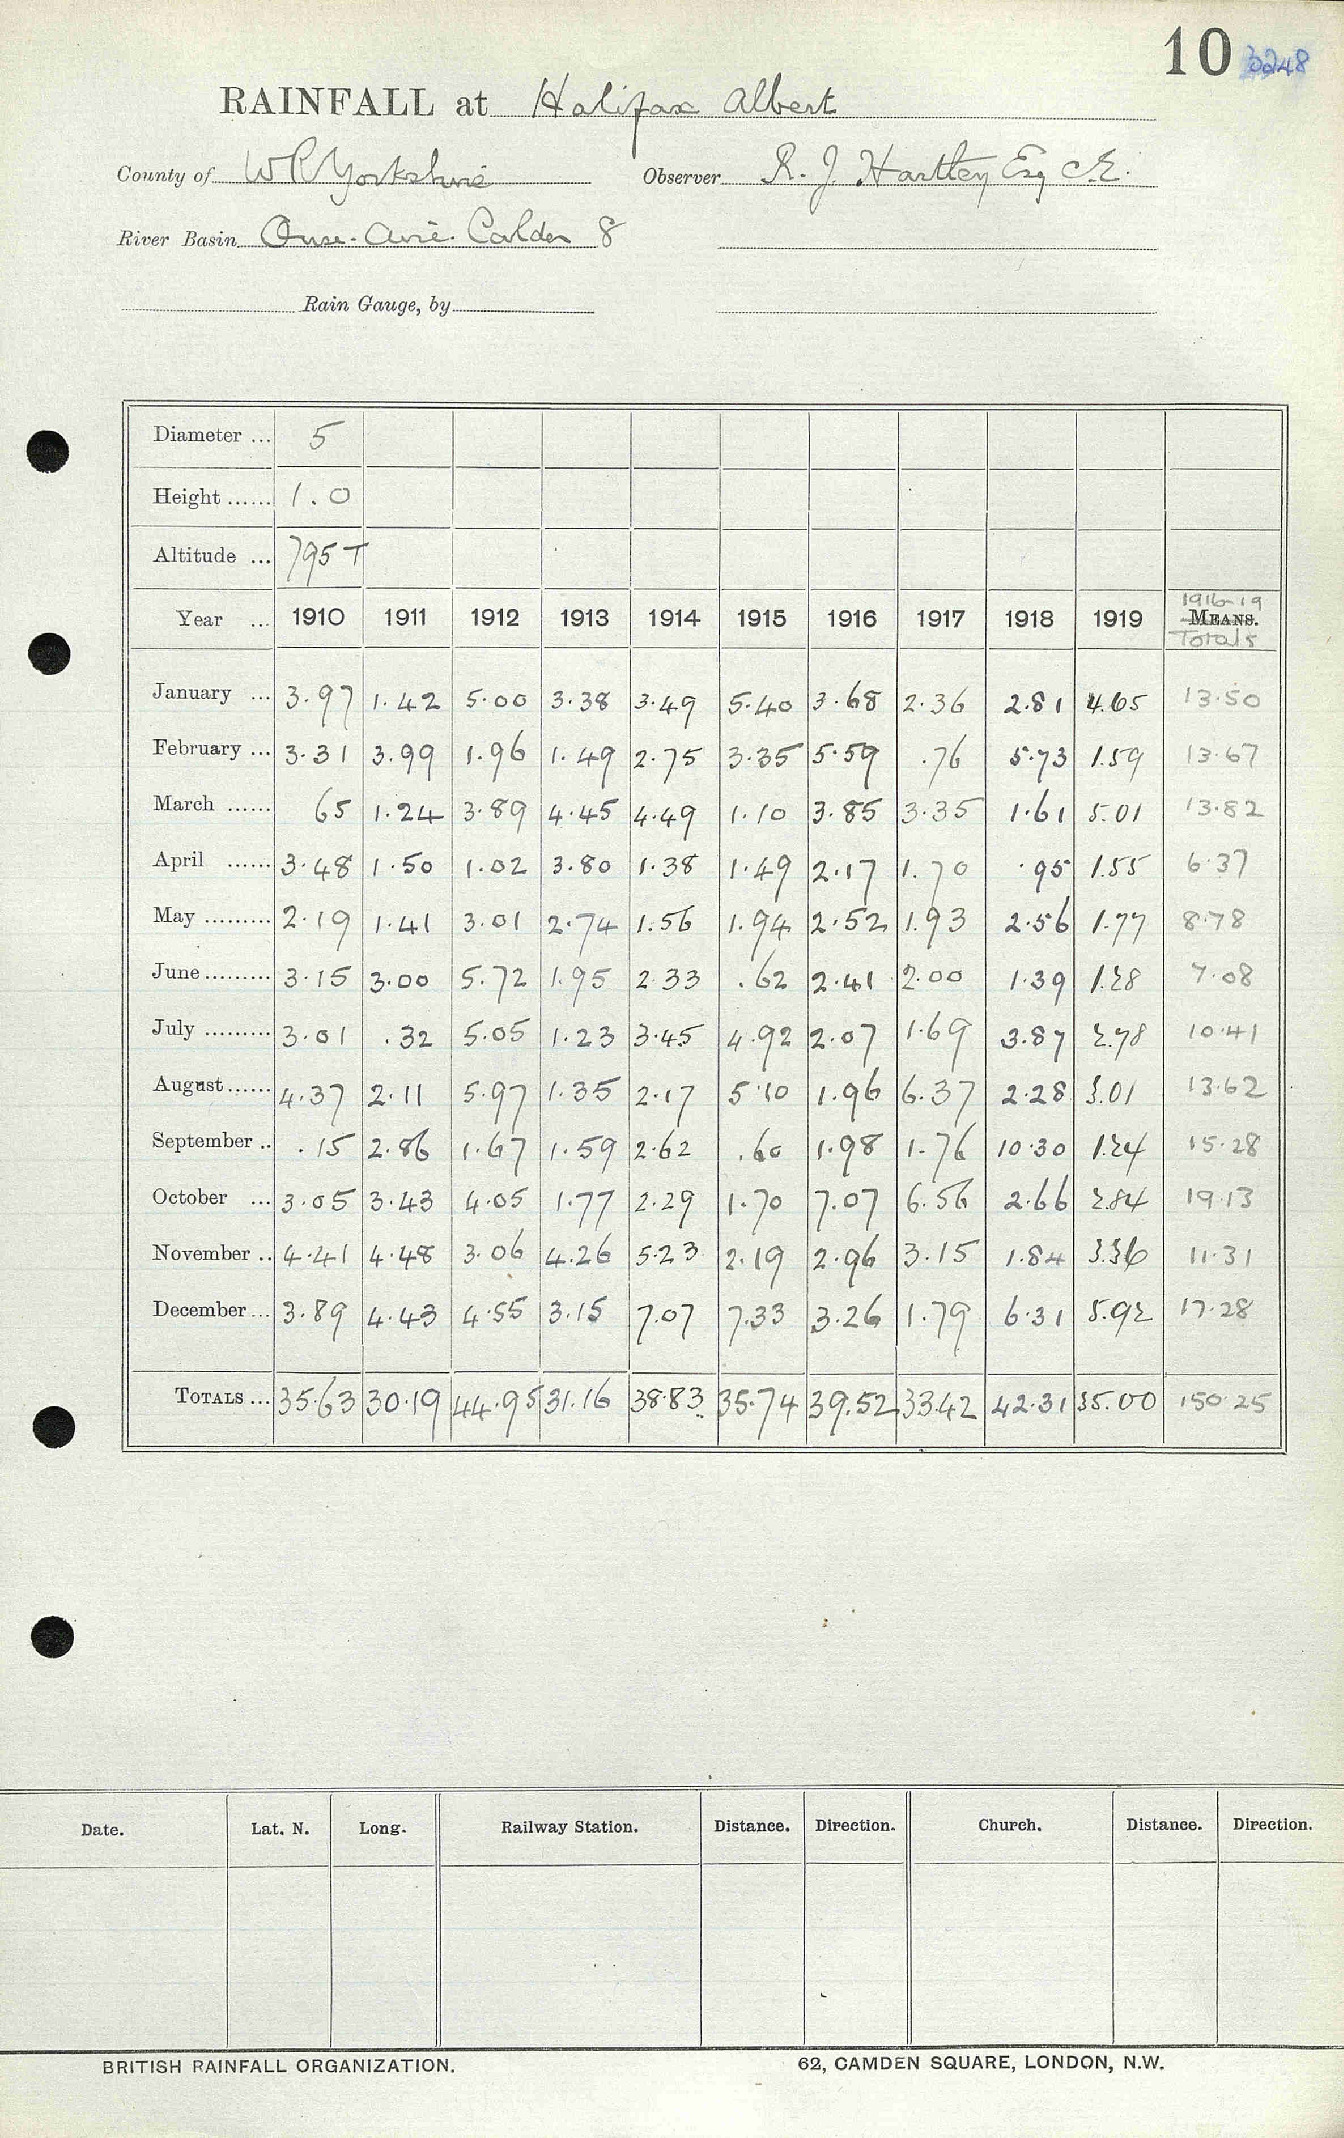 10 3248
RAINFALL at Halifax Albert
County of W R Yorkshire Observer R. J. Hartley Esq C.E.
River Basin Ouse. Aire. Calder 8
Rain Gauge, by
Diameter ... 5
Height ...... 1.0
Altitude ... 795 T
1916-19
Year ... 1910 1911 1912 1913 1914 1915 1916 1917 1918 1919 MEANS.
Totals
January ... 3.97 1.42 5.00 3.38 3.49 5.40 3.68 2.36 2.81 4.65 13.50
February ... 3.31 3.99 1.96 1.49 2.75 3.35 5.59 .76 5.73 1.59 13.67
March ...... 65 1.24 3.89 4.45 4.49 1.10 3.85 3.35 1.61 5.01 13.82
April ...... 3.48 1.50 1.02 3.80 1.38 1.49 2.17 1.70 .95 1.55 6.37
May ......... 2.19 1.41 3.01 2.74 1.56 1.94 2.52 1.93 2.56 1.77 8.78
June ......... 3.15 3.00 5.72 1.95 2.33 .62 2.41 2.00 1.39 1.28 7.08
July ......... 3.01 .32 5.05 1.23 3.45 4.92 2.07 1.69 3.87 2.78 10.41
August ...... 4.37 2.11 5.97 1.35 2.17 5.10 1.96 6.37 2.28 3.01 13.62
September .. .15 2.86 1.67 1.59 2.62 .60 1.98 1.76 10.30 1.24 15.28
October ... 3.05 3.43 4.05 1.77 2.29 1.70 7.07 6.56 2.66 2.84 19.13
November .. 4.41 4.48 3.06 4.26 5.23 2.19 2.96 3.15 1.84 3.36 11.31
December ... 3.89 4.43 4.55 3.15 7.07 7.33 3.26 1.79 6.31 5.92 17.28
TOTALS ... 35.63 30.19 44.95 31.16 38.83 35.74 39.52 33.42 42.31 35.00 150.25
Date. Lat. N. Long. Railway Station. Distance. Direction. Church. Distance. Direction.
BRITISH RAINFALL ORGANIZATION. 62, CAMDEN SQUARE, LONDON, N.W.